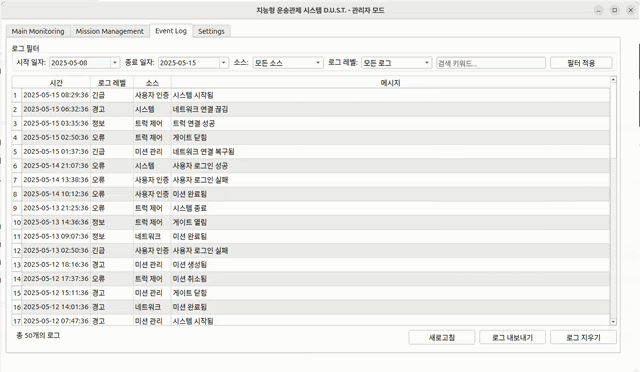 지능형 운송관제 시스템 D.U.S.T. - 관리자 모드
Main Monitoring Mission Management Event Log Settings
로그 필터
시작 일자: 2025-05-08 종료 일자: 2025-05-15 소스: 모든 소스 로그 레벨: 모든 로그 검색 키워드... 필터 적용
시간 로그 레벨 소스 메시지
1 2025-05-15 08:29:36 긴급 사용자 인증 시스템 시작됨
2 2025-05-15 06:32:36 경고 시스템 네트워크 연결 끊김
3 2025-05-15 03:35:36 정보 트럭 제어 트럭 연결 성공
4 2025-05-15 02:50:36 오류 트럭 제어 게이트 닫힘
5 2025-05-15 01:37:36 긴급 미션 관리 네트워크 연결 복구됨
6 2025-05-14 21:07:36 오류 시스템 사용자 로그인 성공
7 2025-05-14 13:38:36 오류 사용자 인증 사용자 로그인 실패
8 2025-05-14 10:12:36 오류 사용자 인증 미션 완료됨
9 2025-05-13 21:25:36 오류 트럭 제어 시스템 종료
10 2025-05-13 14:36:36 정보 트럭 제어 게이트 열림
11 2025-05-13 09:07:36 정보 네트워크 미션 완료됨
12 2025-05-13 02:50:36 긴급 사용자 인증 사용자 로그인 실패
13 2025-05-12 18:16:36 경고 미션 관리 미션 생성됨
14 2025-05-12 17:37:36 오류 트럭 제어 미션 취소됨
15 2025-05-12 15:11:36 경고 미션 관리 게이트 닫힘
16 2025-05-12 14:01:36 경고 네트워크 미션 완료됨
17 2025-05-12 07:47:36 경고 미션 관리 시스템 시작됨
총 50개의 로그 새로고침 로그 내보내기 로그 지우기